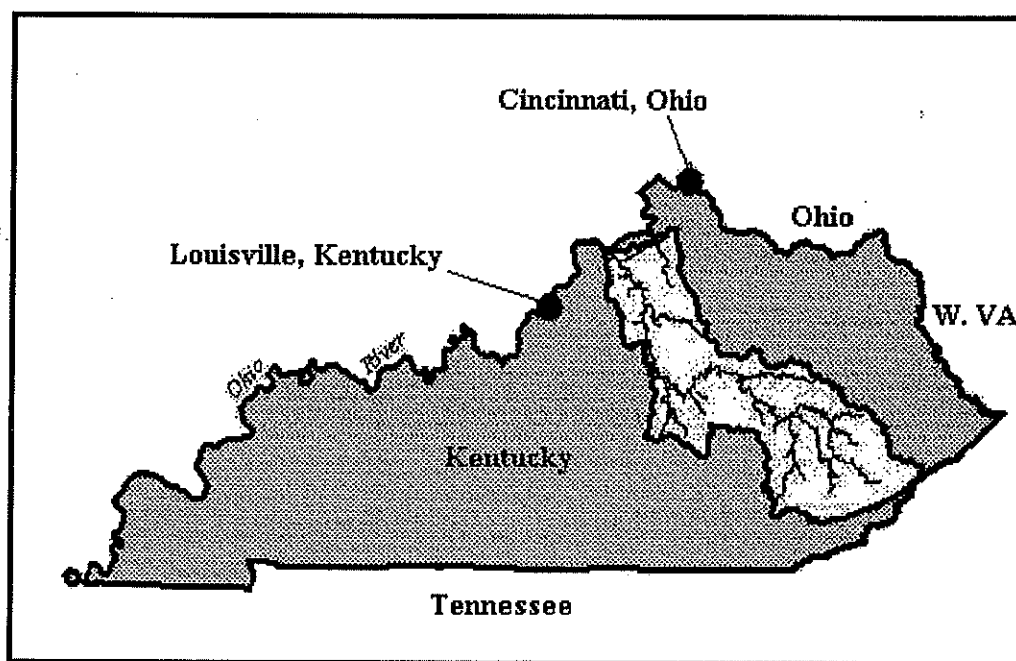 Cincinnati, Ohio
Ohio
Louisville, Kentucky
W. VA
Ohio River
Kentucky
Tennessee